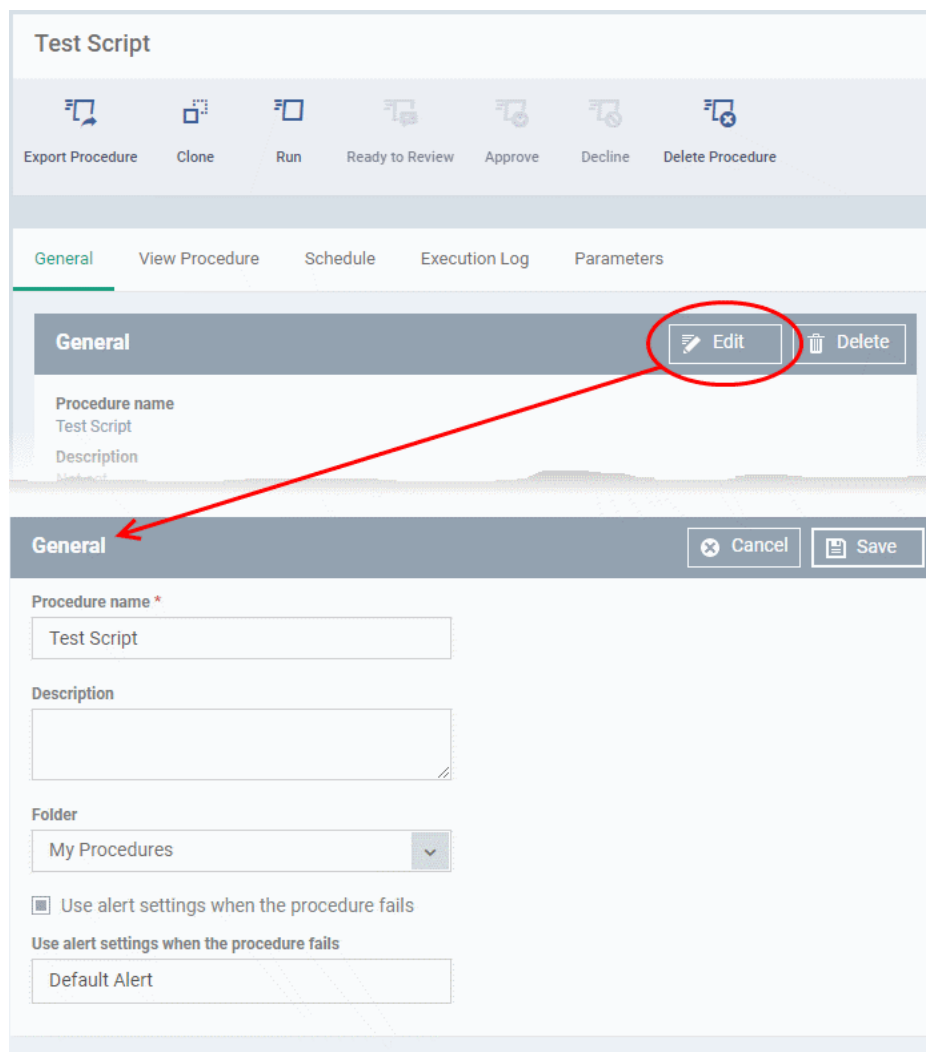 Test Script
Export Procedure Clone Run Ready to Review Approve Decline Delete Procedure
General View Procedure Schedule Execution Log Parameters
General Edit Delete
Procedure name
Test Script
Description
General Cancel Save
Procedure name *
Test Script
Description
Folder
My Procedures
Use alert settings when the procedure fails
Use alert settings when the procedure fails
Default Alert